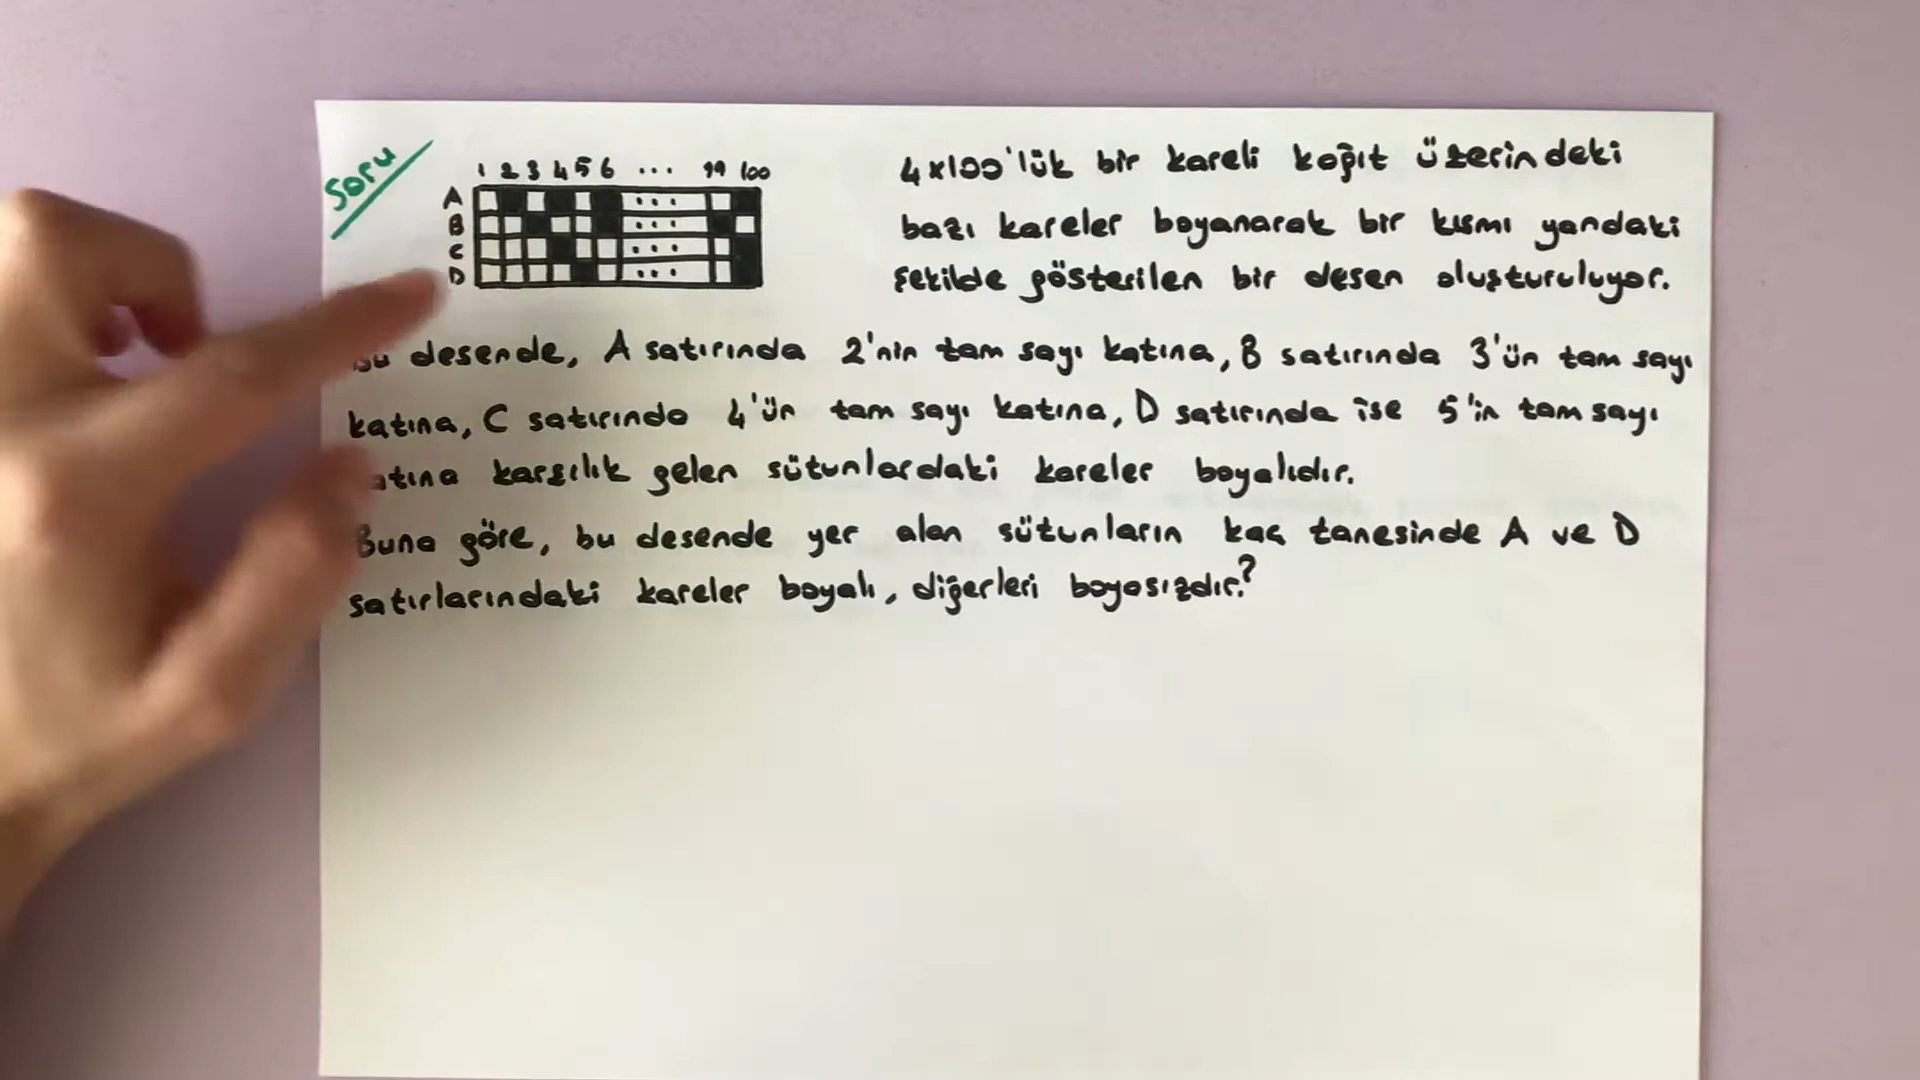 Soru
1 2 3 4 5 6 ... 99 100
A ...
B ...
C ...
D ...
4x100'lük bir kareli kağıt üzerindeki
bazı kareler boyanarak bir kısmı yandaki
şekilde gösterilen bir desen oluşturuluyor.
desende, A satırında 2'nin tam sayı katına, B satırında 3'ün tam sayı
katına, C satırında 4'ün tam sayı katına, D satırında ise 5'in tam sayı
katına karşılık gelen sütunlardaki kareler boyalıdır.
Buna göre, bu desende yer alan sütunların kaç tanesinde A ve D
satırlarındaki kareler boyalı, diğerleri boyasızdır?